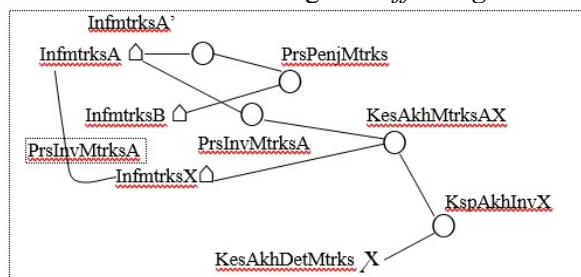 InfmtrksA'
InfmtrksA
PrsPenjMtrks
InfmtrksB
KesAkhMtrksAX
PrsInvMtrksA
PrsInvMtrksA
InfmtrksX
KspAkhInvX
KesAkhDetMtrks X